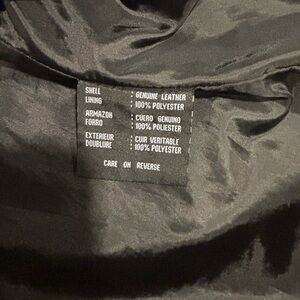 SHELL : GENUINE LEATHER
LINING : 100% POLYESTER
ARMAZON : CUERO GENUINO
FORRO : 100% POLIESTER
EXTERIEUR : CUIR VERITABLE
DOUBLURE : 100% POLYESTER
CARE ON REVERSE